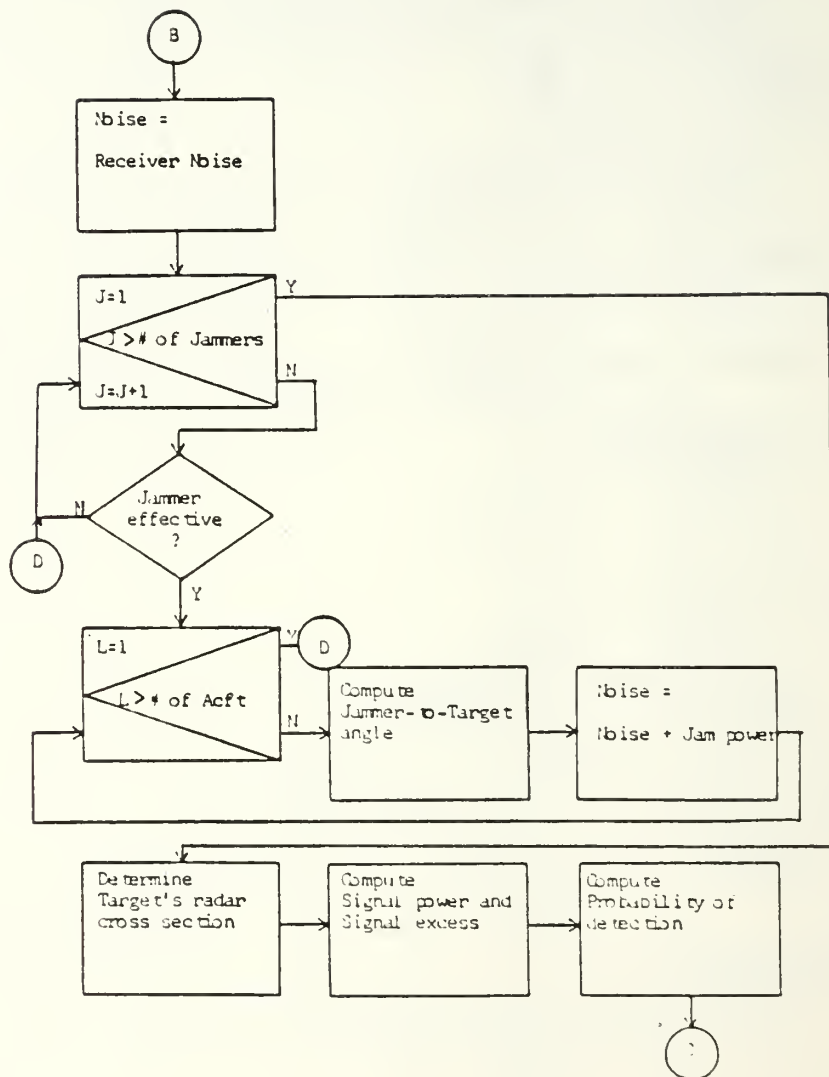 B
Noise =
Receiver Noise
J=1
Y
J > # of Jammers
N
J=J+1
Jammer
effective
?
N
D
Y
L=1
Y
D
L > # of Acft
N
Compute
Jammer-to-Target
angle
Noise =
Noise + Jam power
Determine
Target's radar
cross section
Compute
Signal power and
Signal excess
Compute
Probability of
detection